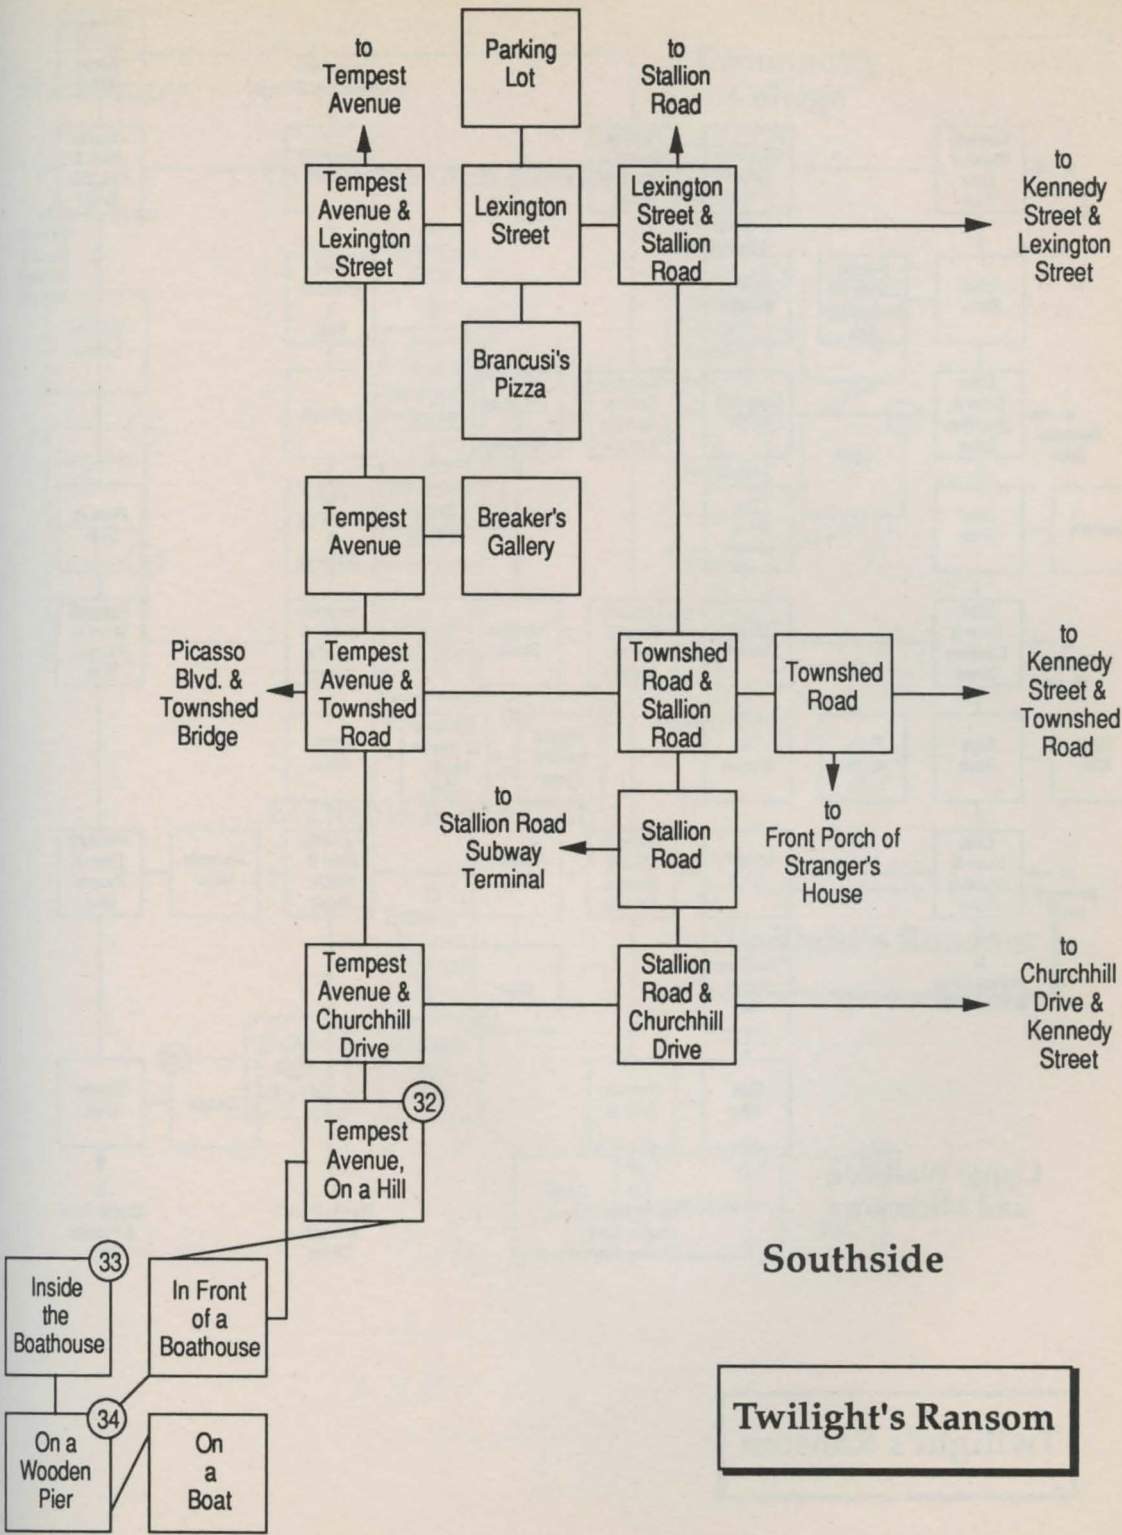 to
Tempest
Avenue
Parking
Lot
to
Stallion
Road
Tempest
Avenue &
Lexington
Street
Lexington
Street
Lexington
Street &
Stallion
Road
to
Kennedy
Street &
Lexington
Street
Brancusi's
Pizza
Tempest
Avenue
Breaker's
Gallery
Picasso
Blvd. &
Townshed
Bridge
Tempest
Avenue &
Townshed
Road
Townshed
Road &
Stallion
Road
Townshed
Road
to
Kennedy
Street &
Townshed
Road
to
Stallion Road
Subway
Terminal
Stallion
Road
to
Front Porch of
Stranger's
House
Tempest
Avenue &
Churchhill
Drive
Stallion
Road &
Churchhill
Drive
to
Churchhill
Drive &
Kennedy
Street
32
Tempest
Avenue,
On a Hill
33
Inside
the
Boathouse
In Front
of a
Boathouse
Southside
34
On a
Wooden
Pier
On
a
Boat
Twilight's Ransom